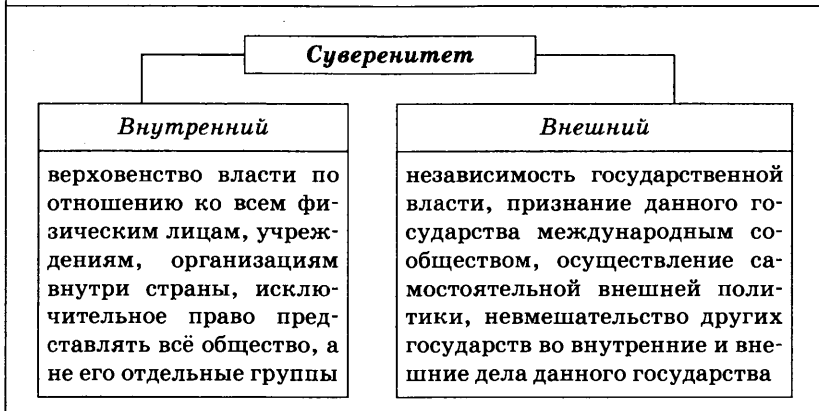 Суверенитет
Внутренний
верховенство власти по
отношению ко всем фи-
зическим лицам, учреж-
дениям, организациям
внутри страны, исклю-
чительное право пред-
ставлять всё общество, а
не его отдельные группы
Внешний
независимость государственной
власти, признание данного го-
сударства международным со-
обществом, осуществление са-
мостоятельной внешней поли-
тики, невмешательство других
государств во внутренние и вне-
шние дела данного государства